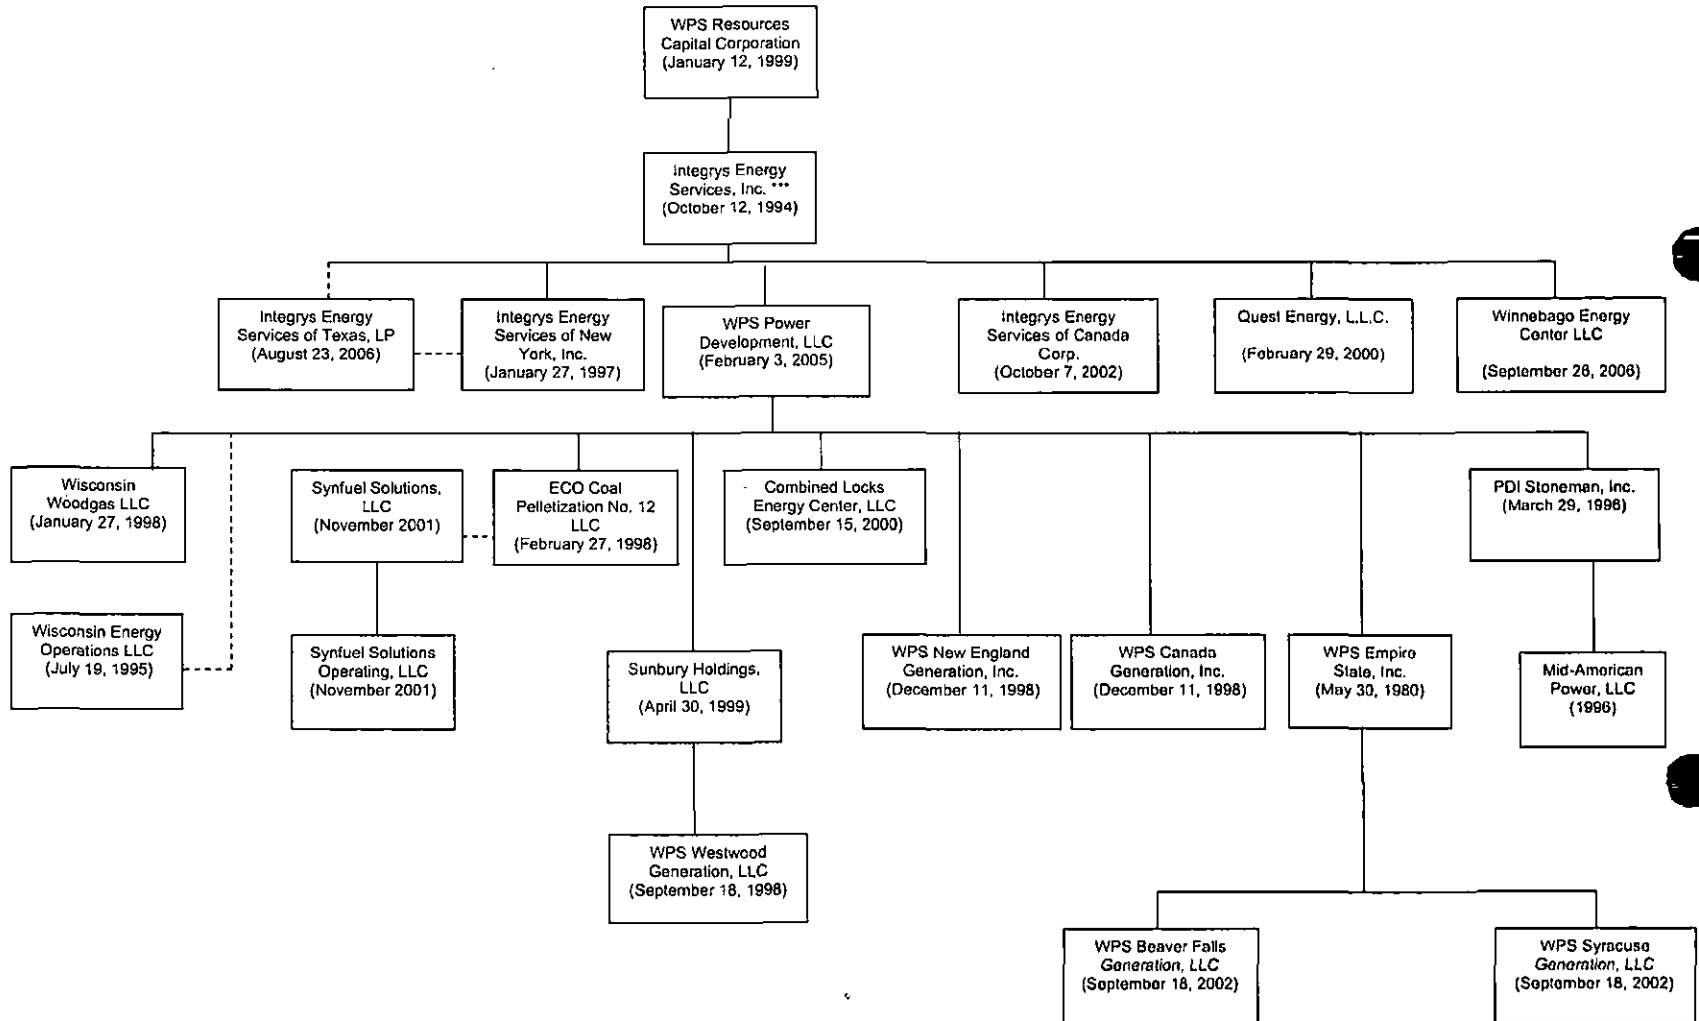 WPS Resources
Capital Corporation
(January 12, 1999)
Integrys Energy
Services, Inc. ***
(October 12, 1994)
Integrys Energy
Services of Texas, LP
(August 23, 2006)
Integrys Energy
Services of New
York, Inc.
(January 27, 1997)
WPS Power
Development, LLC
(February 3, 2005)
Integrys Energy
Services of Canada
Corp.
(October 7, 2002)
Quest Energy, L.L.C.
(February 29, 2000)
Winnebago Energy
Center LLC
(September 26, 2006)
Wisconsin
Woodgas LLC
(January 27, 1998)
Synfuel Solutions,
LLC
(November 2001)
ECO Coal
Pelletization No. 12
LLC
(February 27, 1998)
Combined Locks
Energy Center, LLC
(September 15, 2000)
PDI Stoneman, Inc.
(March 29, 1996)
Wisconsin Energy
Operations LLC
(July 19, 1995)
Synfuel Solutions
Operating, LLC
(November 2001)
Sunbury Holdings,
LLC
(April 30, 1999)
WPS New England
Generation, Inc.
(December 11, 1998)
WPS Canada
Generation, Inc.
(December 11, 1998)
WPS Empire
State, Inc.
(May 30, 1980)
Mid-American
Power, LLC
(1996)
WPS Westwood
Generation, LLC
(September 18, 1998)
WPS Beaver Falls
Generation, LLC
(September 18, 2002)
WPS Syracuse
Generation, LLC
(September 18, 2002)